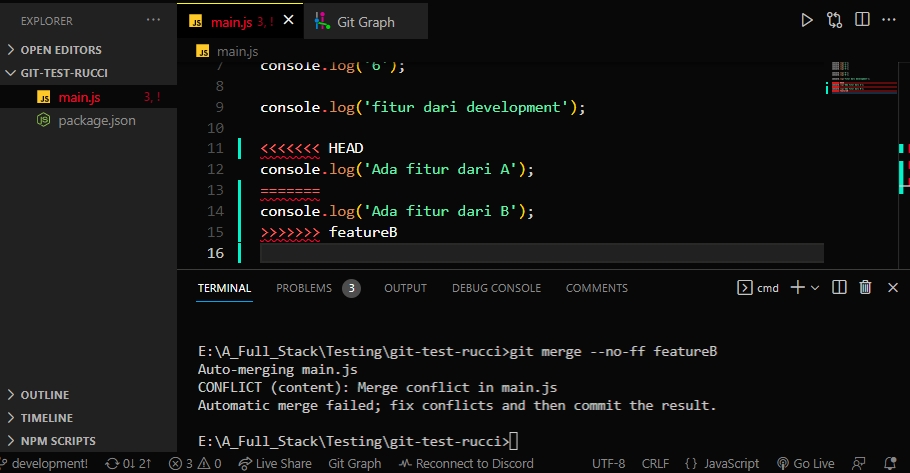 EXPLORER
OPEN EDITORS
GIT-TEST-RUCCI
JS main.js 3, !
package.json
OUTLINE
TIMELINE
NPM SCRIPTS
JS main.js 3, !
Git Graph
JS main.js
7 console.log('6');
8
9 console.log('fitur dari development');
10
11 <<<<<<< HEAD
12 console.log('Ada fitur dari A');
13 =======
14 console.log('Ada fitur dari B');
15 >>>>>>> featureB
16
TERMINAL PROBLEMS 3 OUTPUT DEBUG CONSOLE COMMENTS cmd
E:\A_Full_Stack\Testing\git-test-rucci>git merge --no-ff featureB
Auto-merging main.js
CONFLICT (content): Merge conflict in main.js
Automatic merge failed; fix conflicts and then commit the result.
E:\A_Full_Stack\Testing\git-test-rucci>
development! 0↓ 2↑ 3 0 Live Share Git Graph Reconnect to Discord UTF-8 CRLF {} JavaScript Go Live